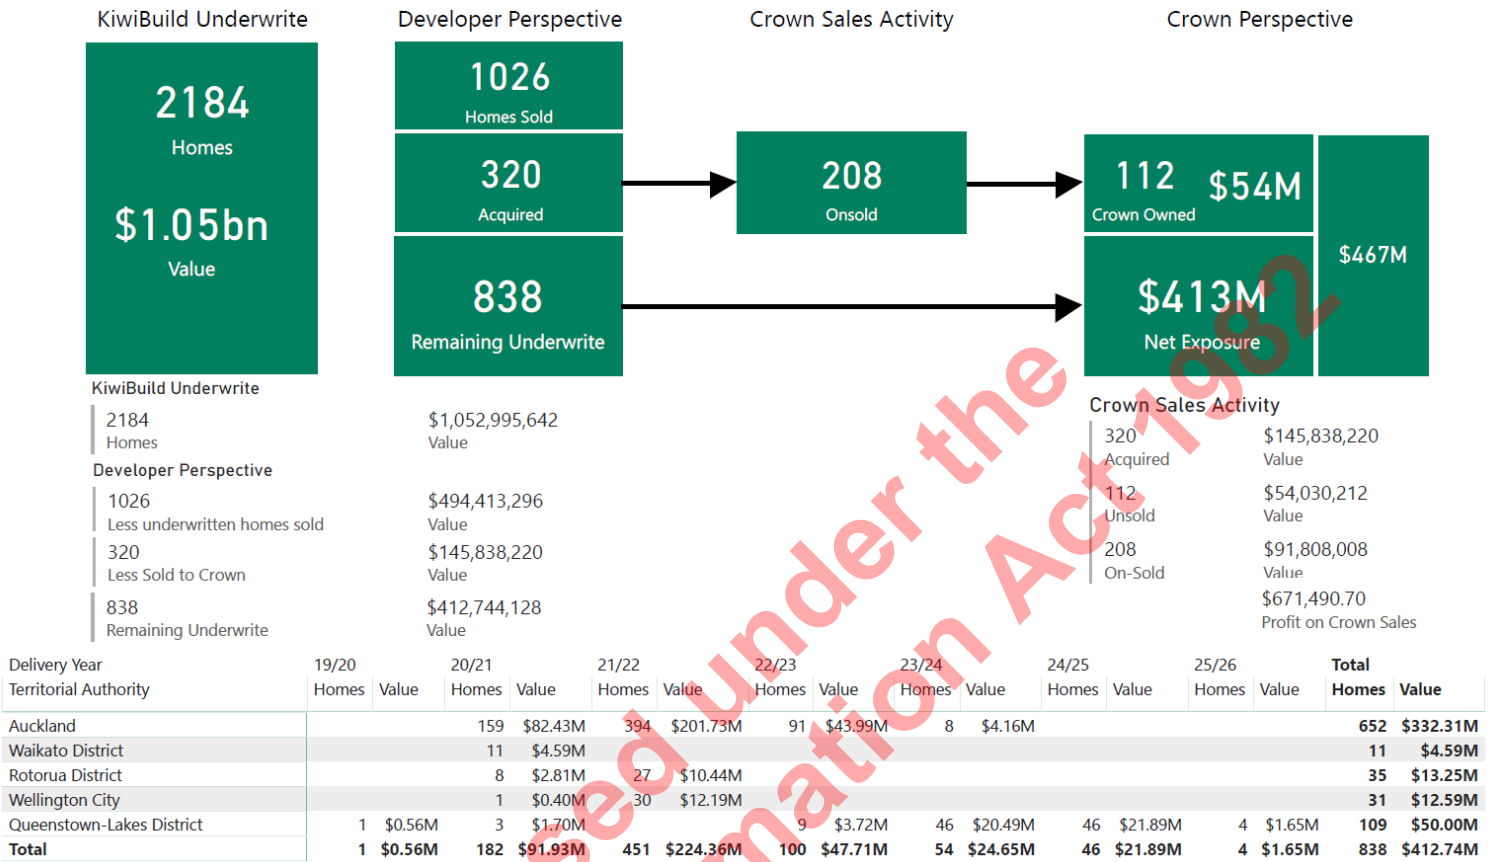 KiwiBuild Underwrite Developer Perspective Crown Sales Activity Crown Perspective
2184
Homes
$1.05bn
Value
1026
Homes Sold
320
Acquired
838
Remaining Underwrite
208
Onsold
112 $54M
Crown Owned
$413M
Net Exposure
$467M
KiwiBuild Underwrite
2184 $1,052,995,642
Homes Value
Developer Perspective
1026 $494,413,296
Less underwritten homes sold Value
320 $145,838,220
Less Sold to Crown Value
838 $412,744,128
Remaining Underwrite Value
Crown Sales Activity
320 $145,838,220
Acquired Value
112 $54,030,212
Unsold Value
208 $91,808,008
On-Sold Value
$671,490.70
Profit on Crown Sales
Delivery Year 19/20 20/21 21/22 22/23 23/24 24/25 25/26 Total
Territorial Authority Homes Value Homes Value Homes Value Homes Value Homes Value Homes Value Homes Value Homes Value
Auckland 159 $82.43M 394 $201.73M 91 $43.99M 8 $4.16M 652 $332.31M
Waikato District 11 $4.59M 11 $4.59M
Rotorua District 8 $2.81M 27 $10.44M 35 $13.25M
Wellington City 1 $0.40M 30 $12.19M 31 $12.59M
Queenstown-Lakes District 1 $0.56M 3 $1.70M 9 $3.72M 46 $20.49M 46 $21.89M 4 $1.65M 109 $50.00M
Total 1 $0.56M 182 $91.93M 451 $224.36M 100 $47.71M 54 $24.65M 46 $21.89M 4 $1.65M 838 $412.74M
sed under the
mation Act 1982